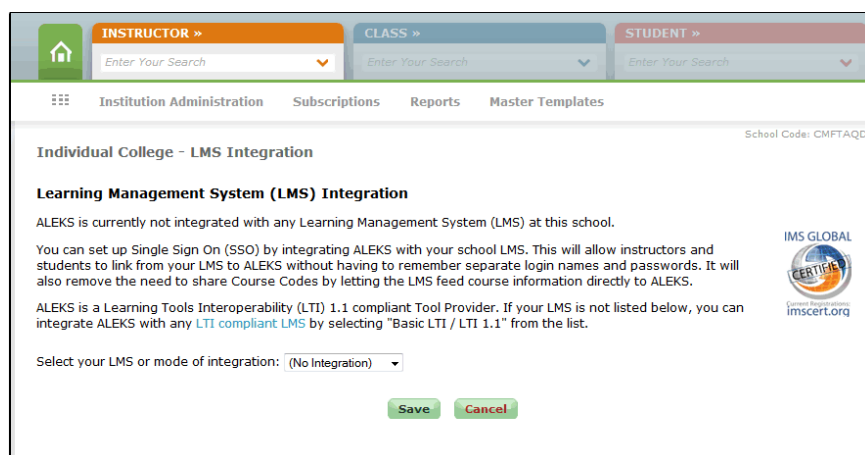 INSTRUCTOR » CLASS » STUDENT »
Enter Your Search Enter Your Search Enter Your Search
Institution Administration Subscriptions Reports Master Templates
School Code: CMFTAQD
Individual College - LMS Integration
Learning Management System (LMS) Integration
ALEKS is currently not integrated with any Learning Management System (LMS) at this school.
You can set up Single Sign On (SSO) by integrating ALEKS with your school LMS. This will allow instructors and
students to link from your LMS to ALEKS without having to remember separate login names and passwords. It will
also remove the need to share Course Codes by letting the LMS feed course information directly to ALEKS.
IMS GLOBAL
CERTIFIED
Current Registrations:
imscert.org
ALEKS is a Learning Tools Interoperability (LTI) 1.1 compliant Tool Provider. If your LMS is not listed below, you can
integrate ALEKS with any LTI compliant LMS by selecting "Basic LTI / LTI 1.1" from the list.
Select your LMS or mode of integration: (No Integration)
Save Cancel